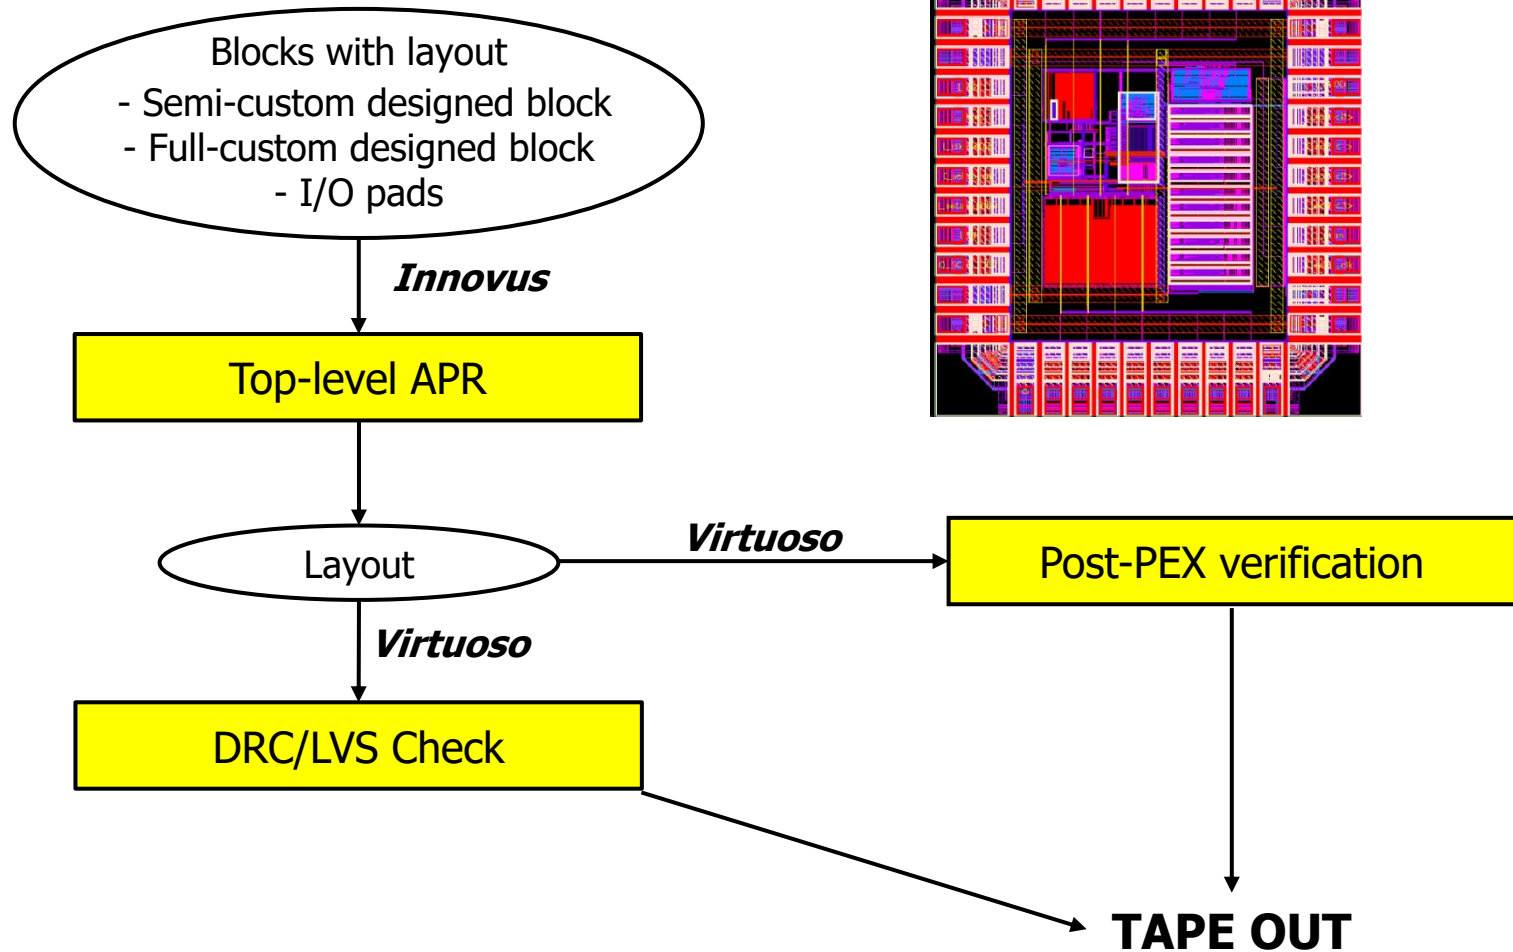 Blocks with layout
- Semi-custom designed block
- Full-custom designed block
- I/O pads
Innovus
Top-level APR
Layout
Virtuoso
Post-PEX verification
Virtuoso
DRC/LVS Check
TAPE OUT